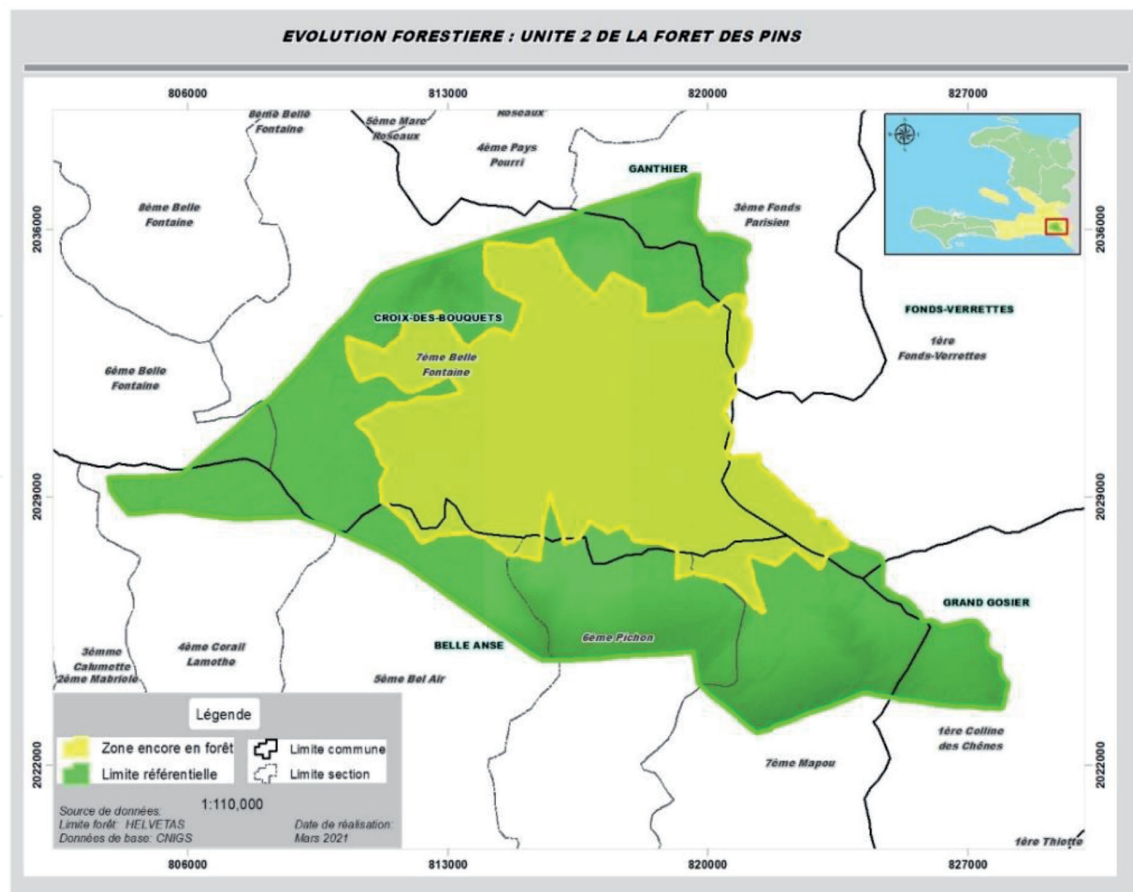 EVOLUTION FORESTIERE : UNITE 2 DE LA FORET DES PINS
806000
813000
820000
827000
8ème Belle
Fontaine
5ème Marc
Roseaux
Roseaux
4ème Pays
Pourri
GANTHIER
8ème Belle
Fontaine
3ème Fonds
Parisien
2036000
2036000
CROIX-DES-BOUQUETS
FONDS-VERRETTES
7ème Belle
Fontaine
1ère
Fonds-Verrettes
6ème Belle
Fontaine
2029000
2029000
GRAND GOSIER
6ème Pichon
BELLE ANSE
3émme
Calumette
2ème Mabriole
4ème Corail
Lamothe
5ème Bel Air
1ère Colline
des Chênes
7ème Mapou
2022000
2022000
1ère Thiotte
Légende
Zone encore en forêt
Limite commune
Limite référentielle
Limite section
1:110,000
Source de données:
Limite forêt: HELVETAS
Données de base: CNIGS
Date de réalisation:
Mars 2021
806000
813000
820000
827000